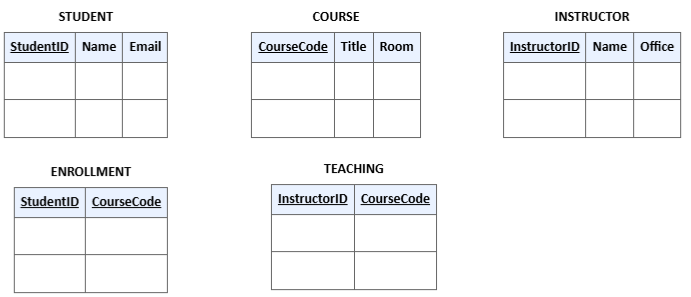 STUDENT
StudentID Name Email
COURSE
CourseCode Title Room
INSTRUCTOR
InstructorID Name Office
ENROLLMENT
StudentID CourseCode
TEACHING
InstructorID CourseCode